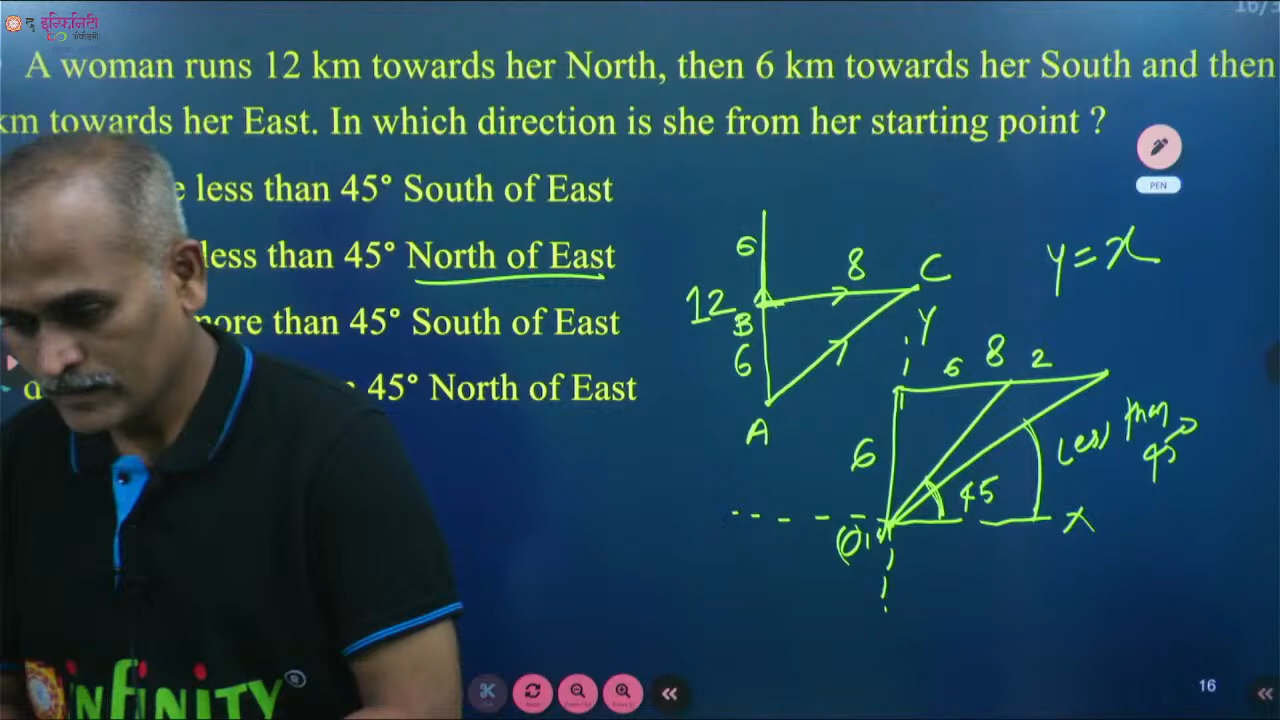 द इन्फिनिटी
अॅकॅडमी
16/
A woman runs 12 km towards her North, then 6 km towards her South and then
km towards her East. In which direction is she from her starting point ?
less than 45° South of East
less than 45° North of East
more than 45° South of East
45° North of East
6
8
C
12
B
6
A
y = x
Y
6 8 2
6
45
Less than 45°
X
PEN
INFINITY
®
16